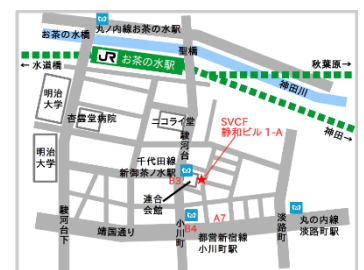 丸ノ内線お茶の水駅
お茶の水橋
聖橋
←水道橋
JR お茶の水駅
秋葉原→
神田川
神田→
明治
大学
杏雲堂病院
ニコライ堂
SVCF
静和ビル1-A
駿河台
明治
大学
千代田線
新御茶ノ水駅
B3
連合
会館
駿河台下
靖国通り
小川町
B4
A7
都営新宿線
小川町駅
淡路町
丸の内線
淡路町駅